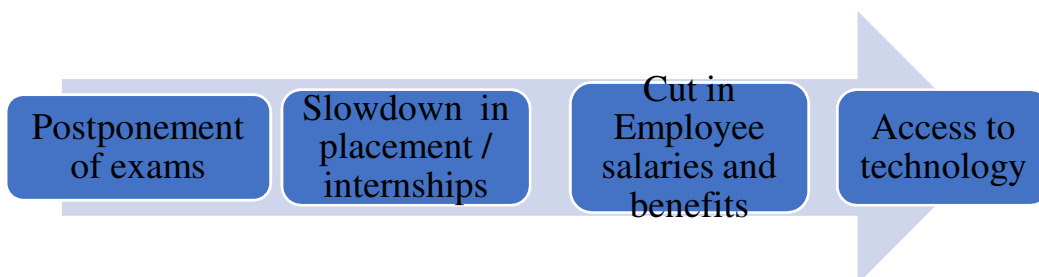 Postponement
of exams
Slowdown in
placement /
internships
Cut in
Employee
salaries and
benefits
Access to
technology